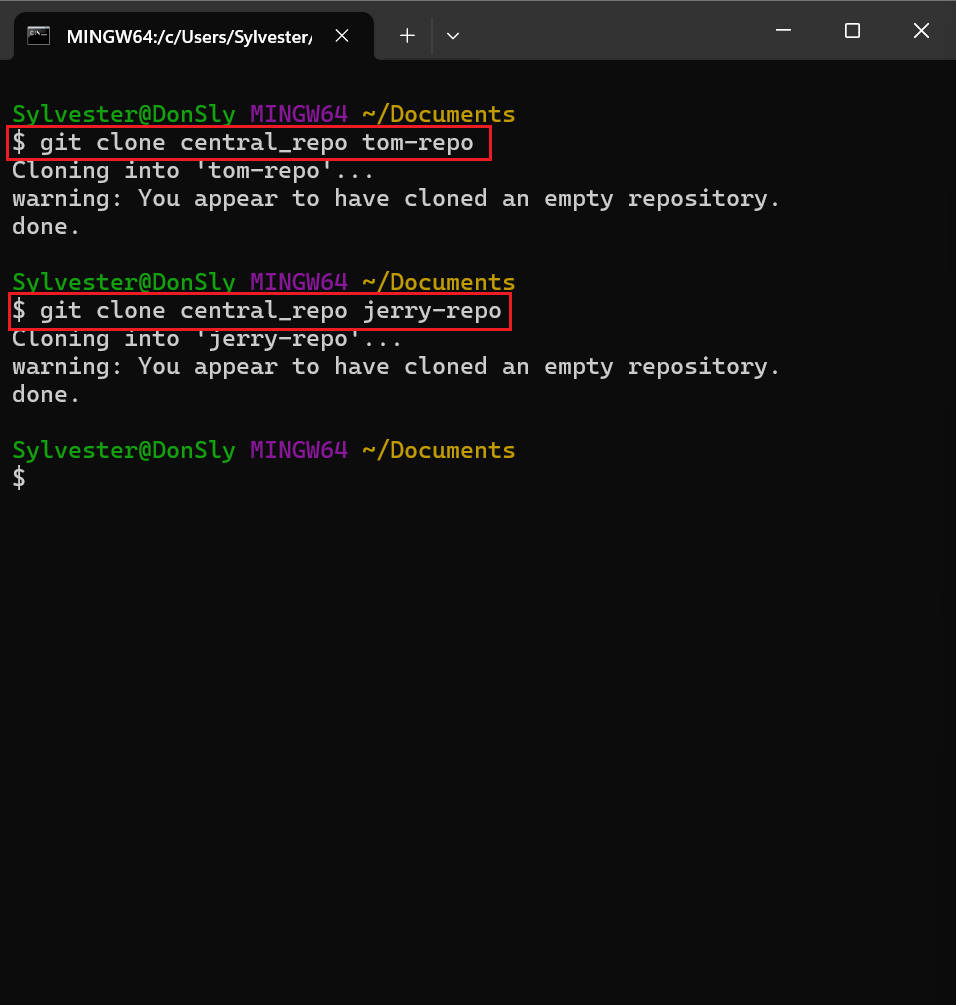 MINGW64:/c/Users/Sylvester/
Sylvester@DonSly MINGW64 ~/Documents
$ git clone central_repo tom-repo
Cloning into 'tom-repo'...
warning: You appear to have cloned an empty repository.
done.
Sylvester@DonSly MINGW64 ~/Documents
$ git clone central_repo jerry-repo
Cloning into 'jerry-repo'...
warning: You appear to have cloned an empty repository.
done.
Sylvester@DonSly MINGW64 ~/Documents
$